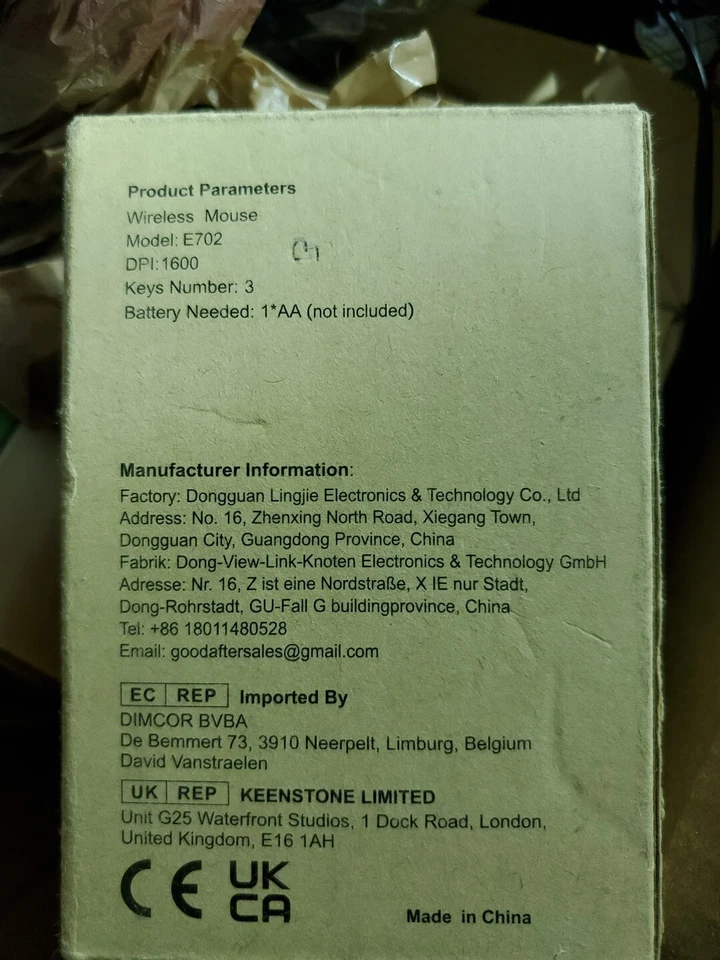 Product Parameters
Wireless Mouse
Model: E702
DPI:1600
Keys Number: 3
Battery Needed: 1*AA (not included)
Manufacturer Information:
Factory: Dongguan Lingjie Electronics & Technology Co., Ltd
Address: No. 16, Zhenxing North Road, Xiegang Town,
Dongguan City, Guangdong Province, China
Fabrik: Dong-View-Link-Knoten Electronics & Technology GmbH
Adresse: Nr. 16, Z ist eine Nordstraße, X IE nur Stadt,
Dong-Rohrstadt, GU-Fall G buildingprovince, China
Tel: +86 18011480528
Email: goodaftersales@gmail.com
EC REP Imported By
DIMCOR BVBA
De Bemmert 73, 3910 Neerpelt, Limburg, Belgium
David Vanstraelen
UK REP KEENSTONE LIMITED
Unit G25 Waterfront Studios, 1 Dock Road, London,
United Kingdom, E16 1AH
CE UK
CA
Made in China